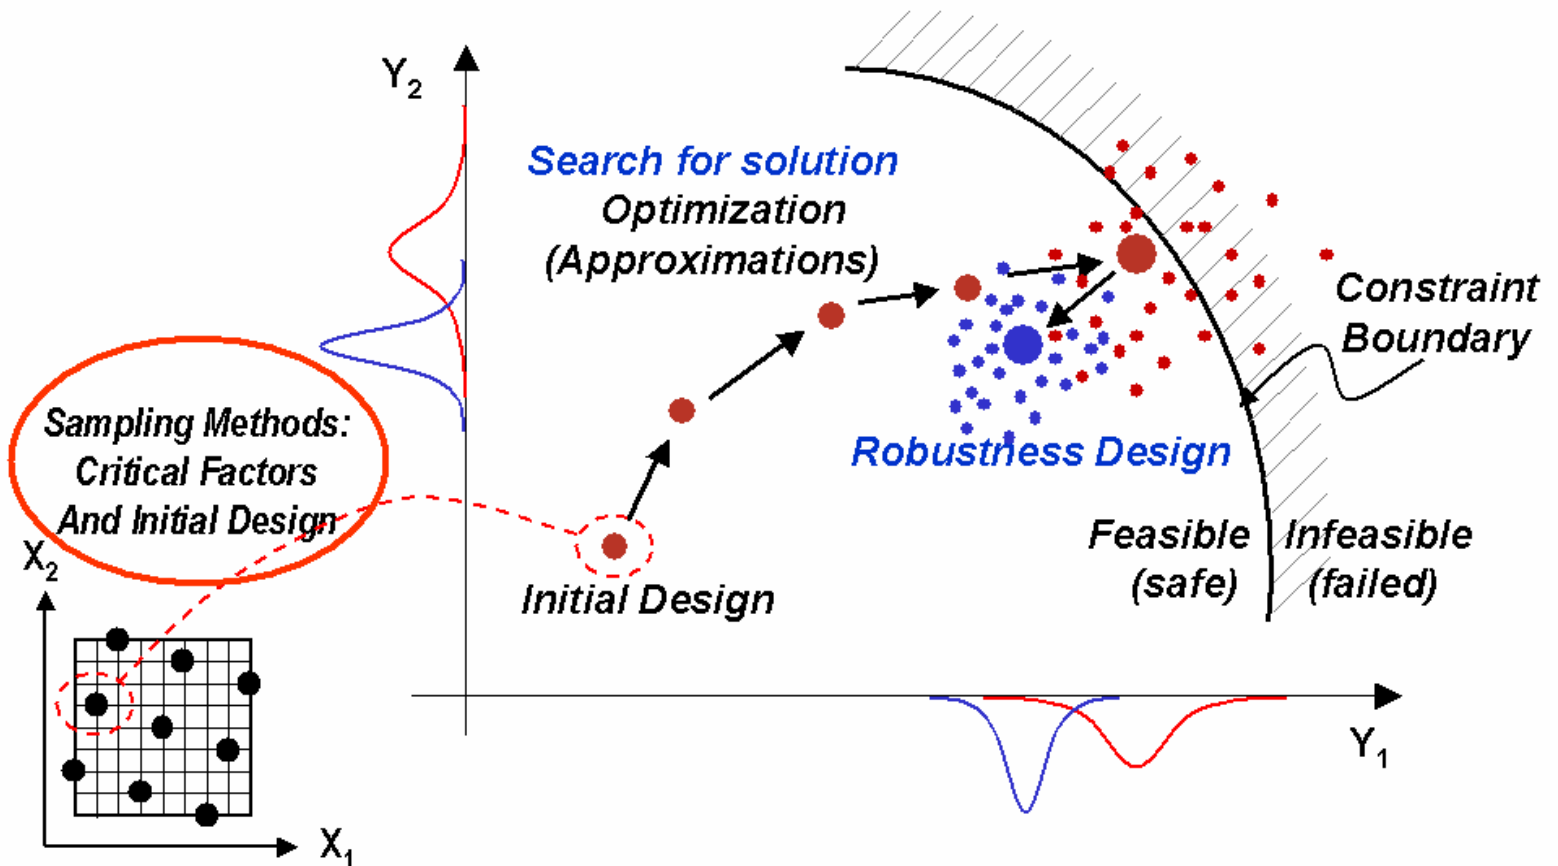 Y2
Search for solution
Optimization
(Approximations)
Constraint
Boundary
Sampling Methods:
Critical Factors
And Initial Design
Robustness Design
Feasible
(safe)
Infeasible
(failed)
Initial Design
X2
X1
Y1